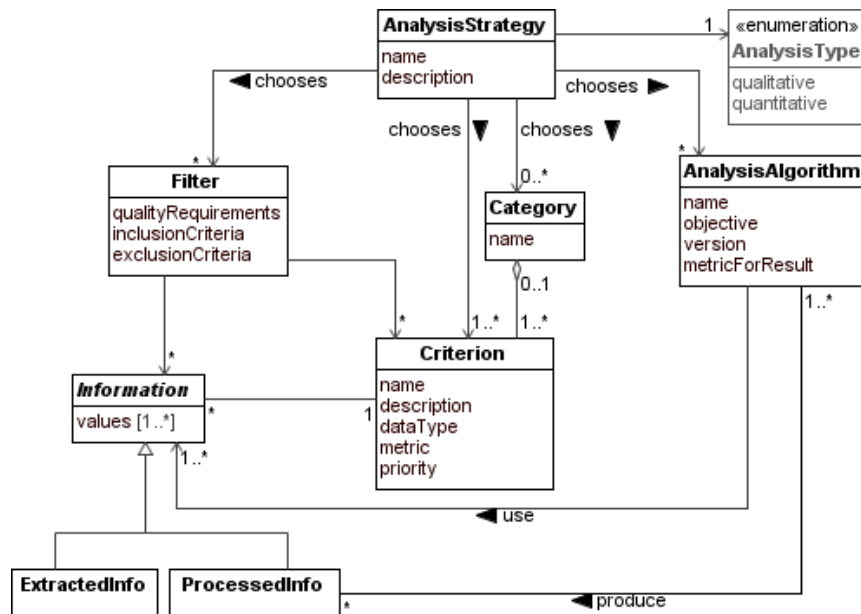 AnalysisStrategy
name
description
1
«enumeration»
AnalysisType
qualitative
quantitative
chooses
chooses
chooses
chooses
*
Filter
qualityRequirements
inclusionCriteria
exclusionCriteria
0..*
Category
name
0..1
*
AnalysisAlgorithm
name
objective
version
metricForResult
1..*
*
1..*
1..*
*
Information
values [1..*]
*
1
1..*
Criterion
name
description
dataType
metric
priority
use
ExtractedInfo
ProcessedInfo
*
produce